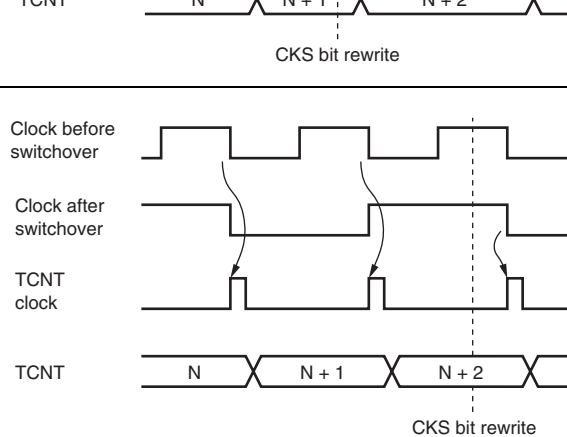 TCNT N N + 1 N + 2
CKS bit rewrite
Clock before
switchover
Clock after
switchover
TCNT
clock
TCNT N N + 1 N + 2
CKS bit rewrite